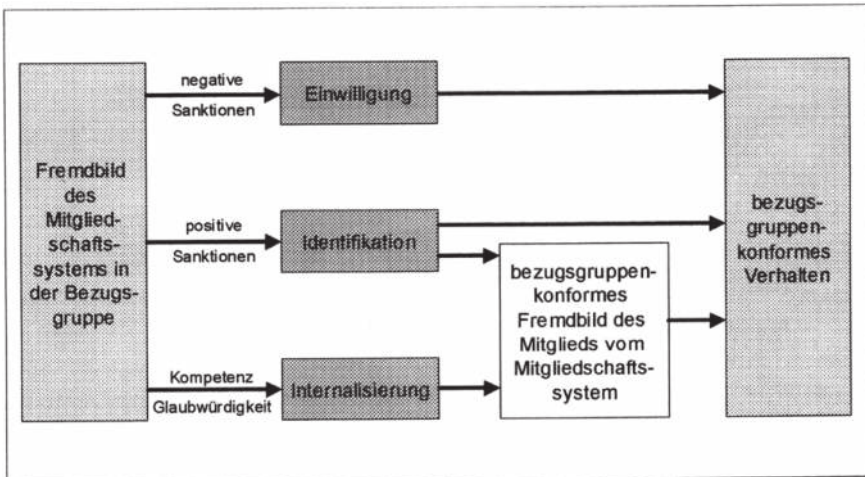 Fremdbild
des
Mitglied-
schafts-
systems in
der Bezugs-
gruppe
negative
Sanktionen
Einwilligung
positive
Sanktionen
Identifikation
Kompetenz
Glaubwürdigkeit
Internalisierung
bezugsgruppen-
konformes
Fremdbild des
Mitglieds vom
Mitgliedschafts-
system
bezugs-
gruppen-
konformes
Verhalten